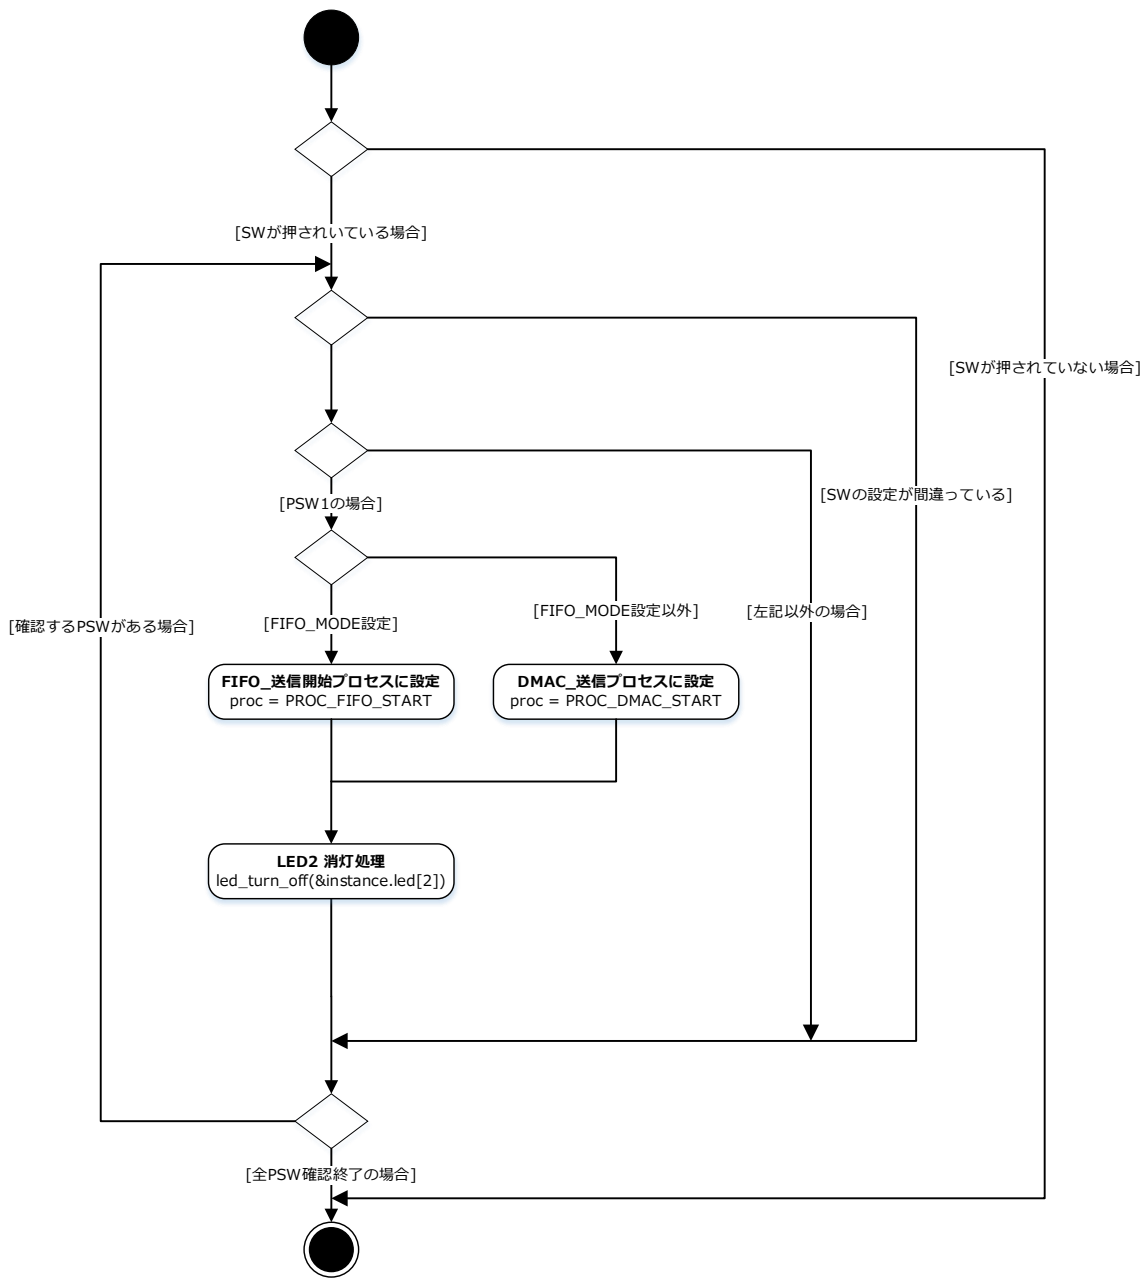 [SWが押されいている場合]
[SWが押されていない場合]
[SWの設定が間違っている]
[PSW1の場合]
[FIFO_MODE設定以外]
[左記以外の場合]
[FIFO_MODE設定]
[確認するPSWがある場合]
FIFO_送信開始プロセスに設定
proc = PROC_FIFO_START
DMAC_送信プロセスに設定
proc = PROC_DMAC_START
LED2 消灯処理
led_turn_off(&instance.led[2])
[全PSW確認終了の場合]